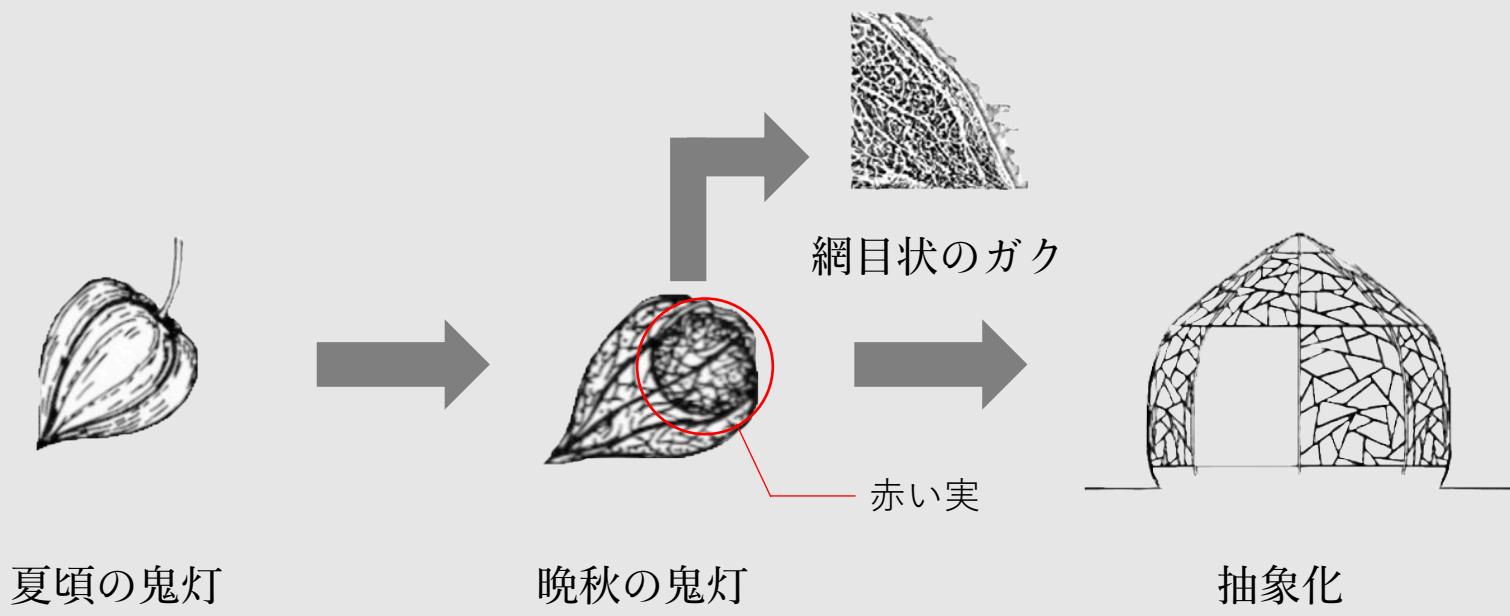 網目状のガク
赤い実
夏頃の鬼灯
晩秋の鬼灯
抽象化